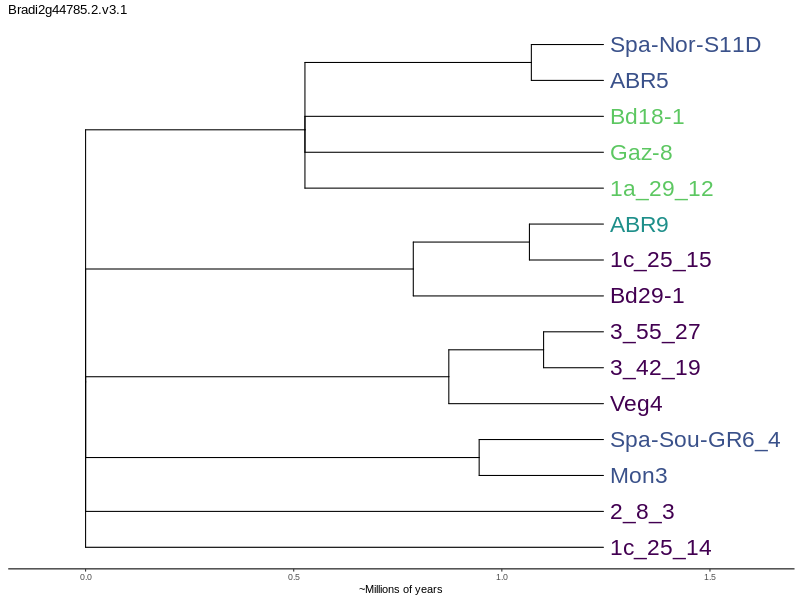 Bradi2g44785.2.v3.1
Spa-Nor-S11D
ABR5
Bd18-1
Gaz-8
1a_29_12
ABR9
1c_25_15
Bd29-1
3_55_27
3_42_19
Veg4
Spa-Sou-GR6_4
Mon3
2_8_3
1c_25_14
0.0 0.5 1.0 1.5
~Millions of years